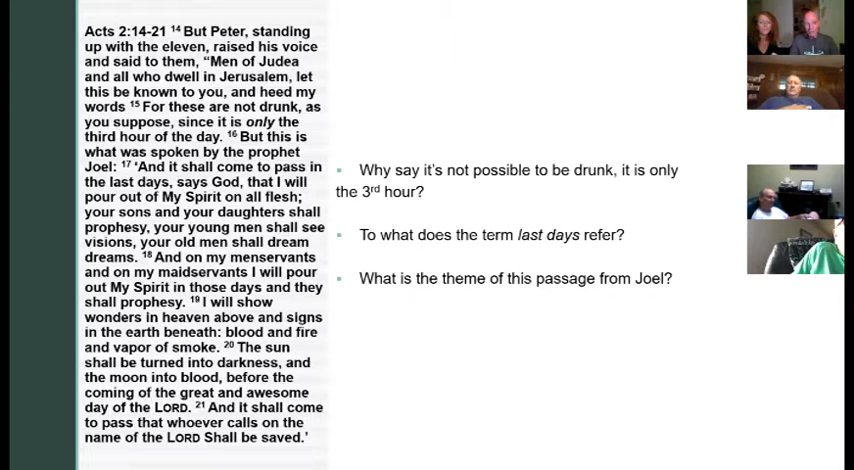 Acts 2:14-21 ¹⁴ But Peter, standing
up with the eleven, raised his voice
and said to them, “Men of Judea
and all who dwell in Jerusalem, let
this be known to you, and heed my
words ¹⁵ For these are not drunk, as
you suppose, since it is only the
third hour of the day. ¹⁶ But this is
what was spoken by the prophet
Joel: ¹⁷ ‘And it shall come to pass in
the last days, says God, that I will
pour out of My Spirit on all flesh;
your sons and your daughters shall
prophesy, your young men shall see
visions, your old men shall dream
dreams. ¹⁸ And on my menservants
and on my maidservants I will pour
out My Spirit in those days and they
shall prophesy. ¹⁹ I will show
wonders in heaven above and signs
in the earth beneath: blood and fire
and vapor of smoke. ²⁰ The sun
shall be turned into darkness, and
the moon into blood, before the
coming of the great and awesome
day of the LORD. ²¹ And it shall come
to pass that whoever calls on the
name of the LORD Shall be saved.’
Why say it’s not possible to be drunk, it is only
the 3rd hour?
To what does the term last days refer?
What is the theme of this passage from Joel?